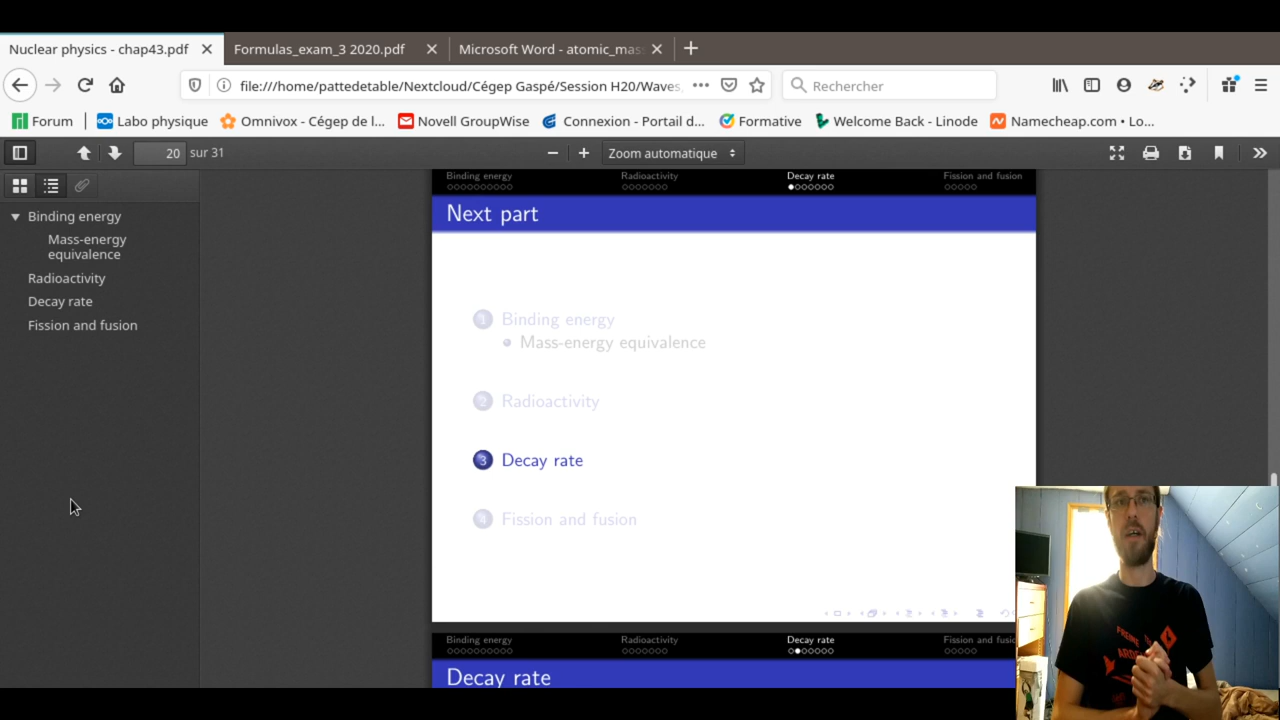 Nuclear physics - chap43.pdf
Formulas_exam_3 2020.pdf
Microsoft Word - atomic_mas
file:///home/pattedetable/Nextcloud/Cégep Gaspé/Session H20/Waves,
Rechercher
Forum
Labo physique
Omnivox - Cégep de l...
Novell GroupWise
Connexion - Portail d...
Formative
Welcome Back - Linode
Namecheap.com • Lo...
20 sur 31
Zoom automatique
Binding energy
Mass-energy
equivalence
Radioactivity
Decay rate
Fission and fusion
Binding energy Radioactivity Decay rate Fission and fusion
Next part
1 Binding energy
Mass-energy equivalence
2 Radioactivity
3 Decay rate
4 Fission and fusion
Binding energy Radioactivity Decay rate Fission and fusio
Decay rate